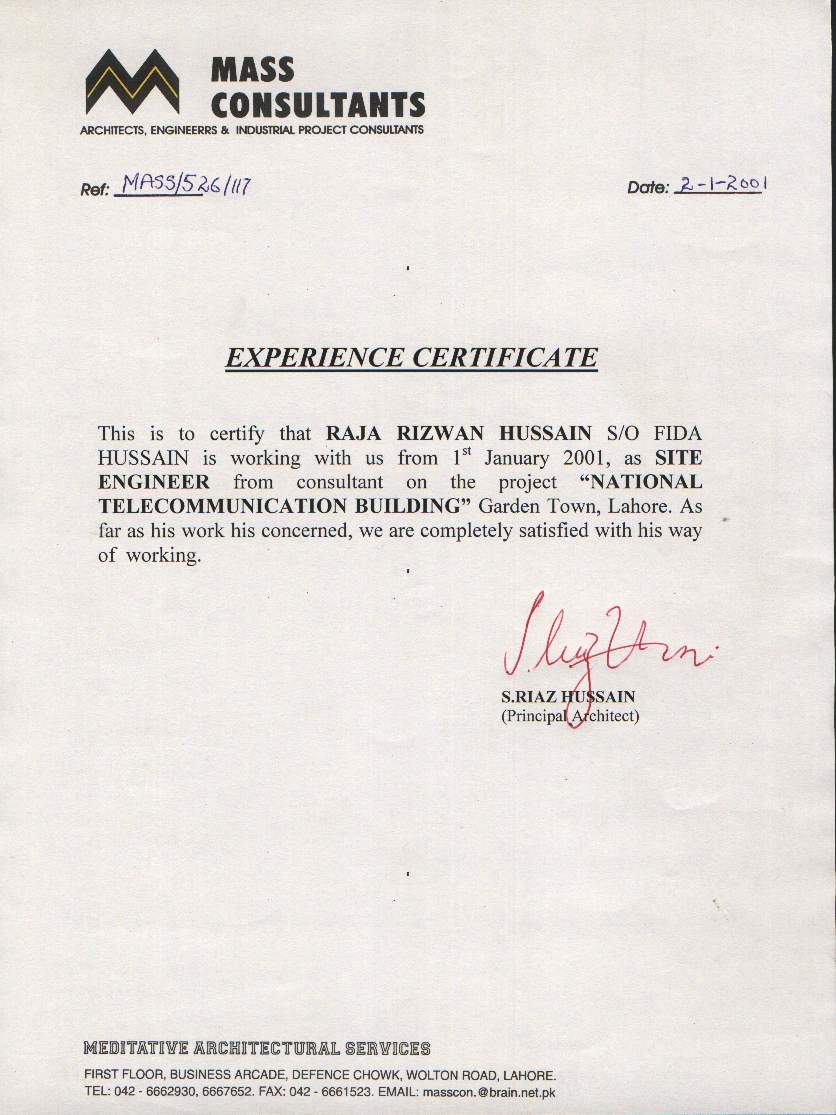 MASS
CONSULTANTS
ARCHITECTS, ENGINEERRS & INDUSTRIAL PROJECT CONSULTANTS
Ref: MASS/526/117
Date: 2-1-2001
EXPERIENCE CERTIFICATE
This is to certify that RAJA RIZWAN HUSSAIN S/O FIDA
HUSSAIN is working with us from 1st January 2001, as SITE
ENGINEER from consultant on the project “NATIONAL
TELECOMMUNICATION BUILDING” Garden Town, Lahore. As
far as his work his concerned, we are completely satisfied with his way
of working.
S.RIAZ HUSSAIN
(Principal Architect)
MEDITATIVE ARCHITECTURAL SERVICES
FIRST FLOOR, BUSINESS ARCADE, DEFENCE CHOWK, WOLTON ROAD, LAHORE.
TEL: 042 - 6662930, 6667652. FAX: 042 - 6661523. EMAIL: masscon.@brain.net.pk